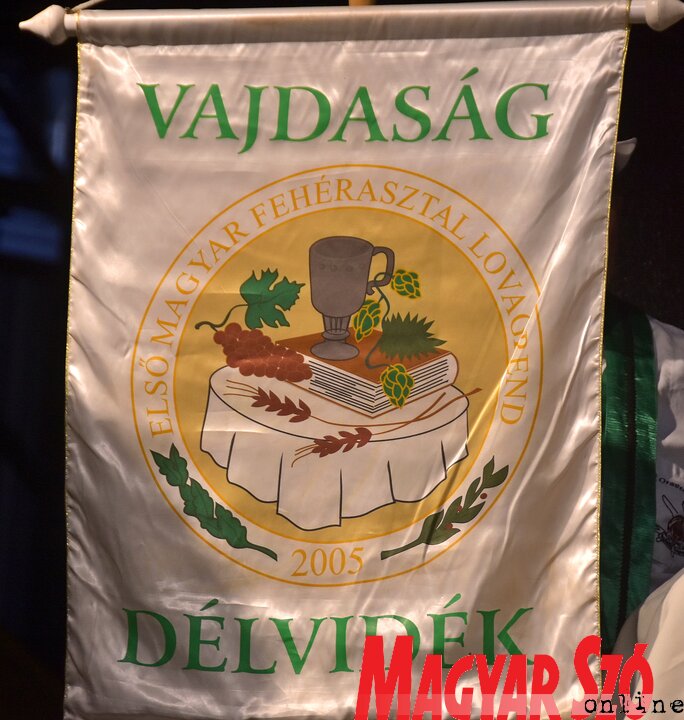 VAJDASÁG
ELSŐ MAGYAR FEHÉRASZTAL LOVAGREND
2005
DÉLVIDÉK
MAGYAR SZÓ
online